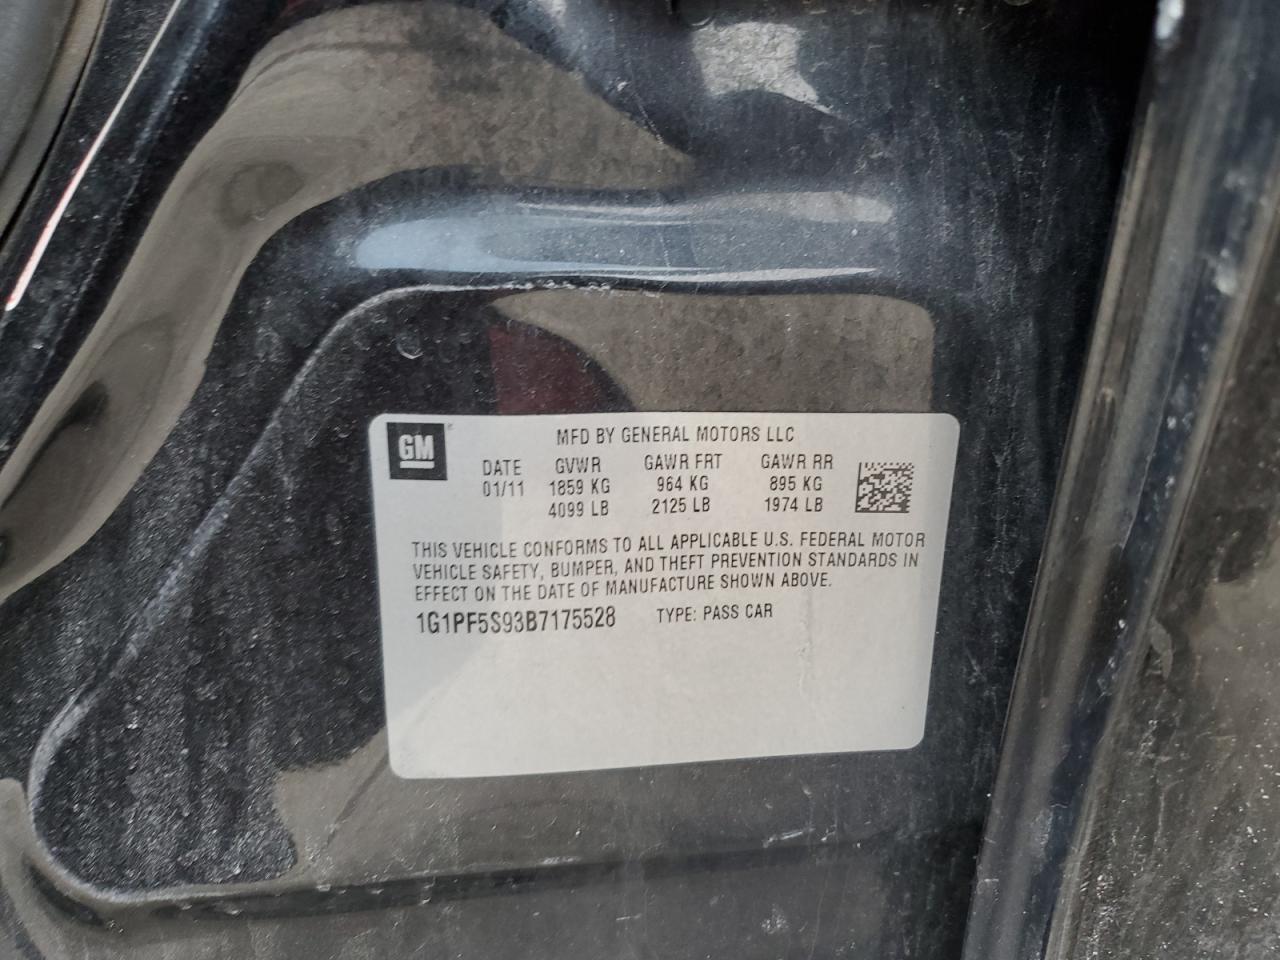 GM
MFD BY GENERAL MOTORS LLC
DATE GVWR GAWR FRT GAWR RR
01/11 1859 KG 964 KG 895 KG
4099 LB 2125 LB 1974 LB
THIS VEHICLE CONFORMS TO ALL APPLICABLE U.S. FEDERAL MOTOR
VEHICLE SAFETY, BUMPER, AND THEFT PREVENTION STANDARDS IN
EFFECT ON THE DATE OF MANUFACTURE SHOWN ABOVE.
1G1PF5S93B7175528 TYPE: PASS CAR